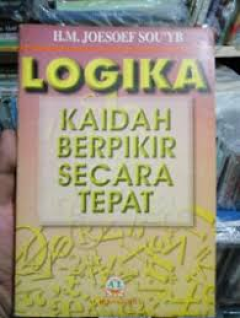 H.M. JOESOEF SOU'YB
LOGIKA
KAIDAH
BERPIKIR
SECARA
TEPAT